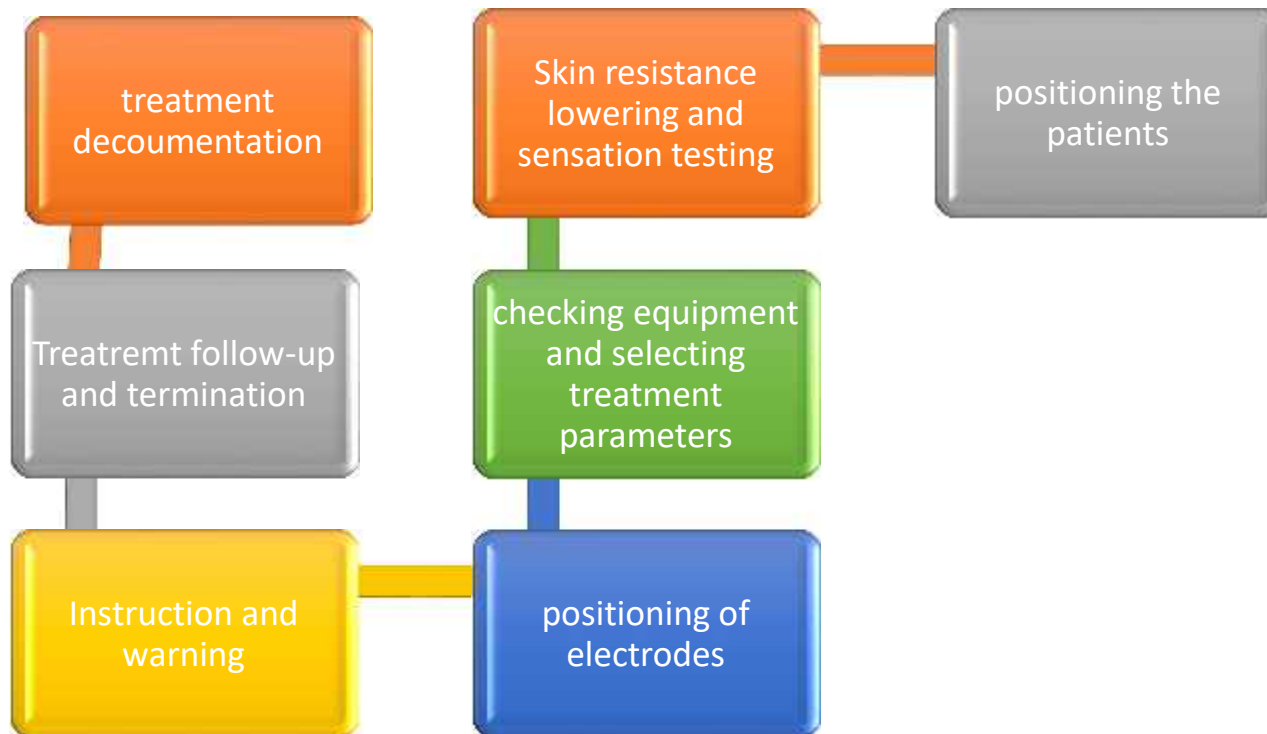 treatment
decoumentation
Skin resistance
lowering and
sensation testing
positioning the
patients
Treatremt follow-up
and termination
checking equipment
and selecting
treatment
parameters
Instruction and
warning
positioning of
electrodes